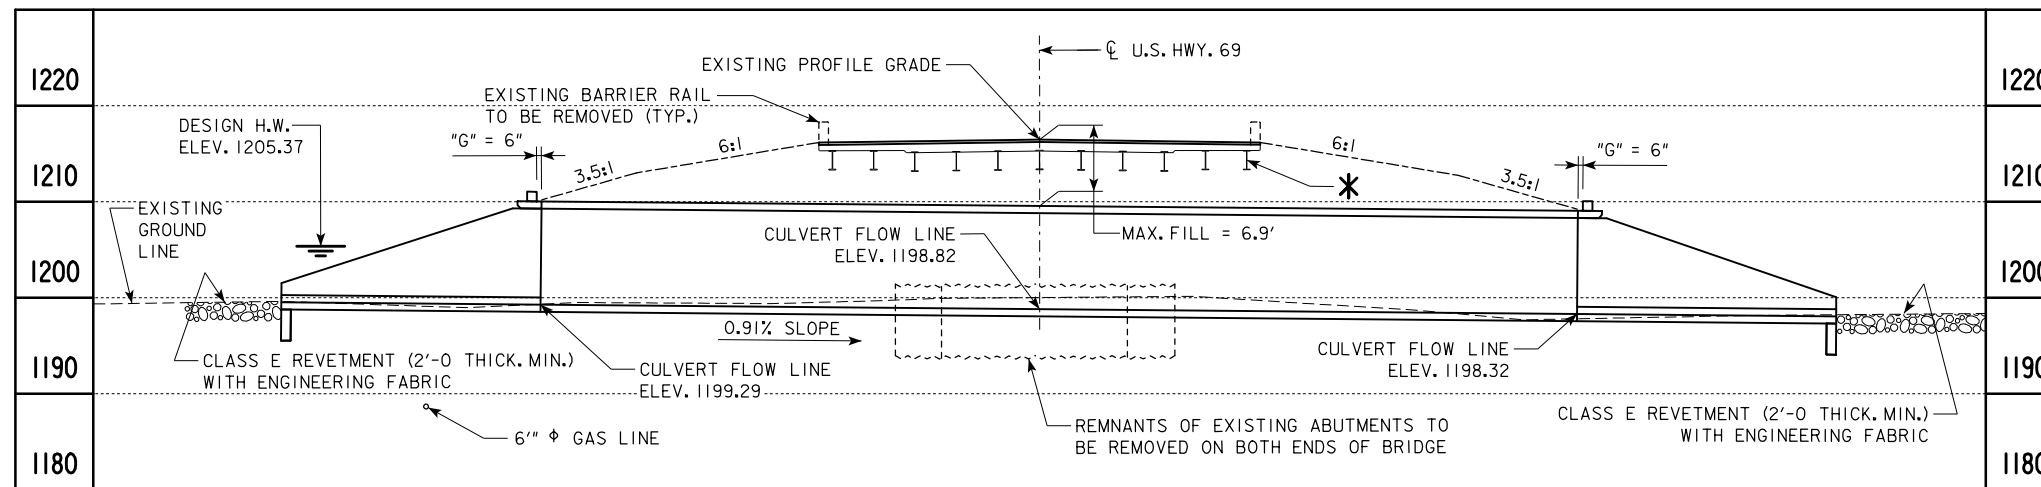 ℄ U.S. HWY. 69
EXISTING PROFILE GRADE
1220
1220
EXISTING BARRIER RAIL
TO BE REMOVED (TYP.)
DESIGN H.W.
ELEV. 1205.37
"G" = 6"
6:1
6:1
"G" = 6"
3.5:1
3.5:1
1210
1210
EXISTING
GROUND
LINE
CULVERT FLOW LINE
ELEV. 1198.82
MAX. FILL = 6.9'
1200
1200
0.91% SLOPE
CLASS E REVETMENT (2'-0 THICK. MIN.)
WITH ENGINEERING FABRIC
CULVERT FLOW LINE
ELEV. 1199.29
CULVERT FLOW LINE
ELEV. 1198.32
1190
1190
6'" ϕ GAS LINE
REMNANTS OF EXISTING ABUTMENTS TO
BE REMOVED ON BOTH ENDS OF BRIDGE
CLASS E REVETMENT (2'-0 THICK. MIN.)
WITH ENGINEERING FABRIC
1180
1180